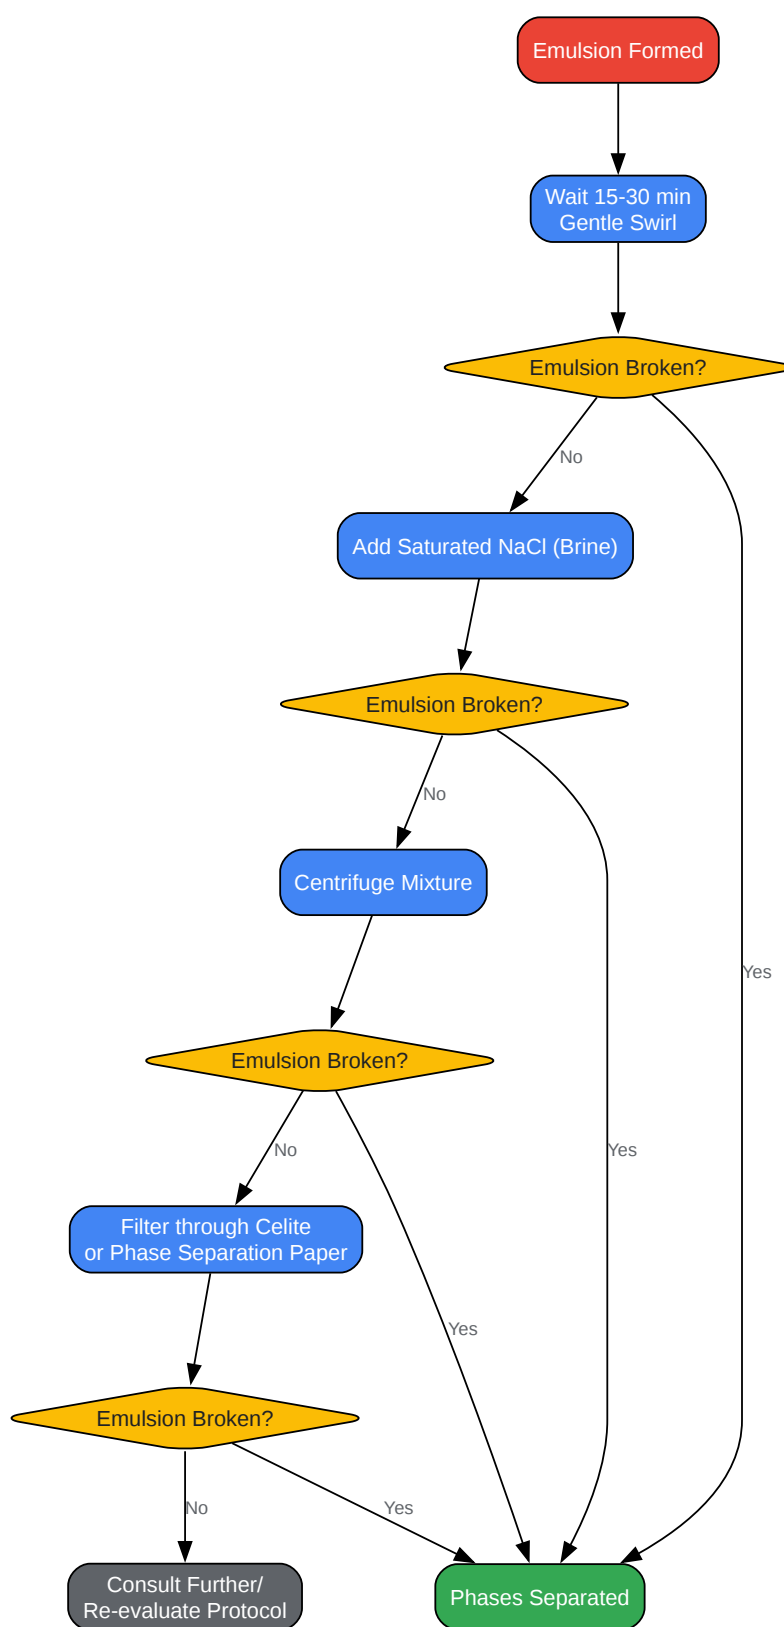 Emulsion Formed
Wait 15-30 min
Gentle Swirl
Emulsion Broken?
No
Add Saturated NaCl (Brine)
Emulsion Broken?
No
Centrifuge Mixture
Yes
Emulsion Broken?
No
Yes
Filter through Celite
or Phase Separation Paper
Yes
Emulsion Broken?
No
Yes
Consult Further/
Re-evaluate Protocol
Phases Separated